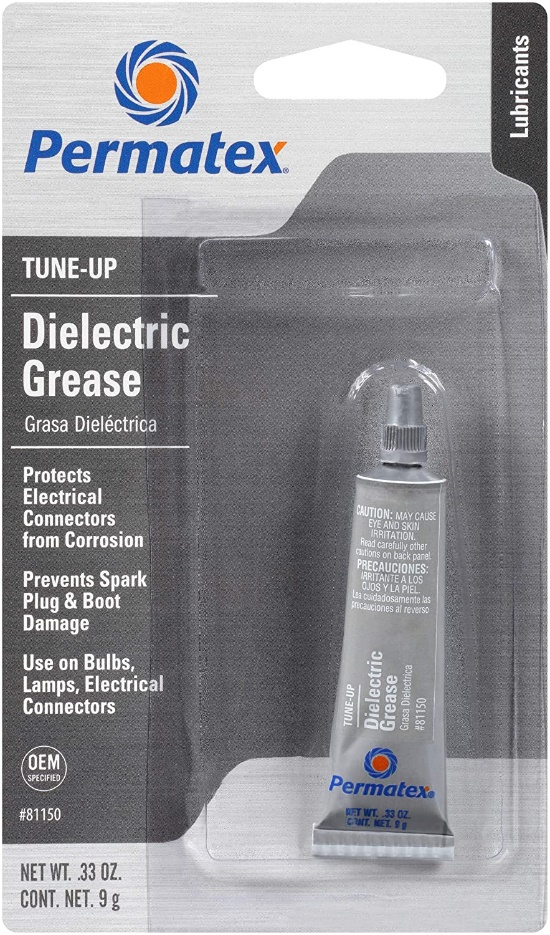 Lubricants
Permatex®
TUNE-UP
Dielectric
Grease
Grasa Dieléctrica
Protects
Electrical
Connectors
from Corrosion
Prevents Spark
Plug & Boot
Damage
Use on Bulbs,
Lamps, Electrical
Connectors
OEM
SPECIFIED
#81150
NET WT. .33 OZ.
CONT. NET. 9 g
CAUTION: MAY CAUSE
EYE AND SKIN
IRRITATION.
Read carefully other
cautions on back panel
PRECAUCIONES:
IRRITANTE A LOS
OJOS Y LA PIEL.
Lea cuidadosamente las
precauciones al reverso
TUNE-UP
Dielectric
Grease
Grasa Dielectrica
#81150
Permatex®
NET WT. .33 OZ.
CONT. NET. 9 g